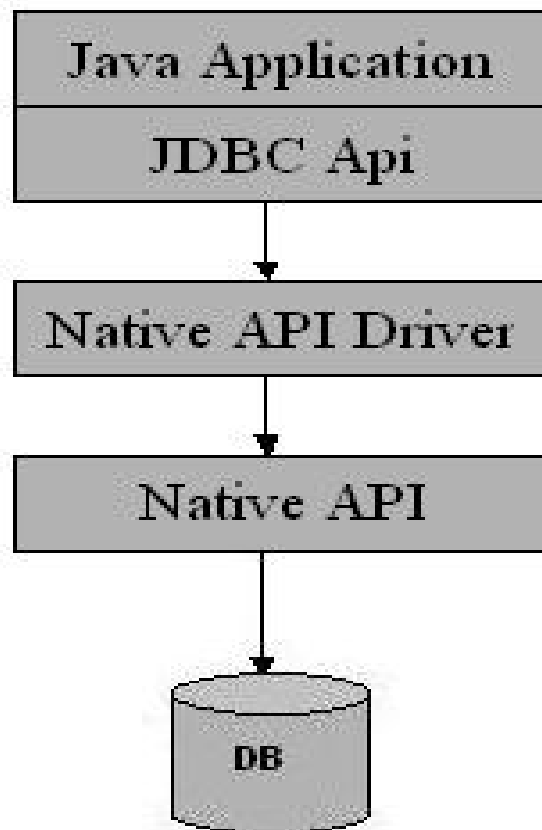 Java Application
JDBC Api
Native API Driver
Native API
DB